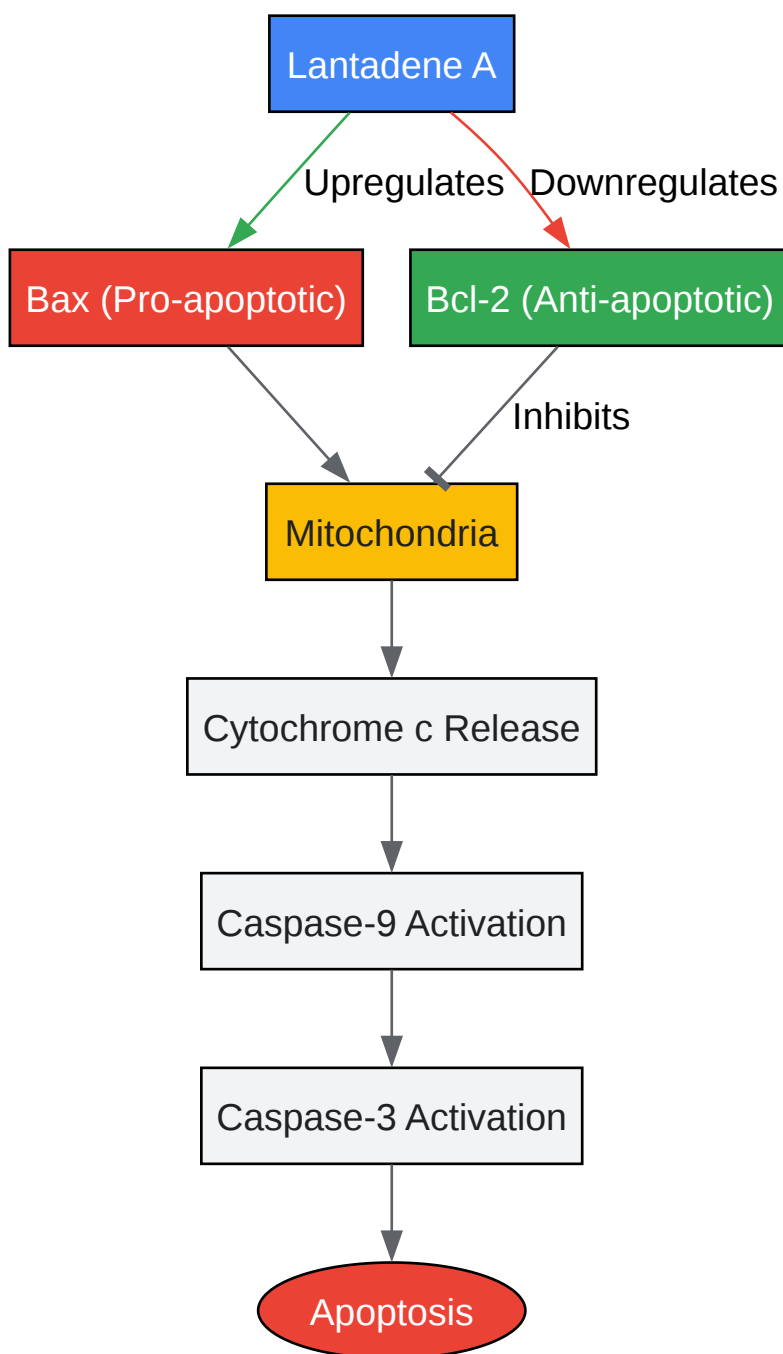 Lantadene A
Upregulates
Downregulates
Bax (Pro-apoptotic)
Bcl-2 (Anti-apoptotic)
Inhibits
Mitochondria
Cytochrome c Release
Caspase-9 Activation
Caspase-3 Activation
Apoptosis